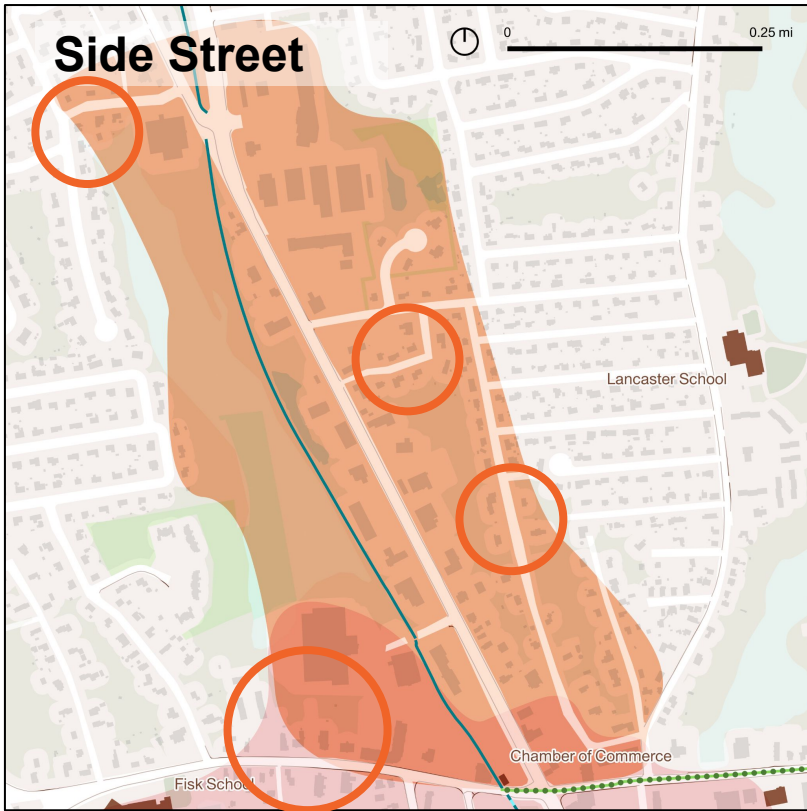 Side Street
0 0.25 mi
Lancaster School
Chamber of Commerce
Fisk School